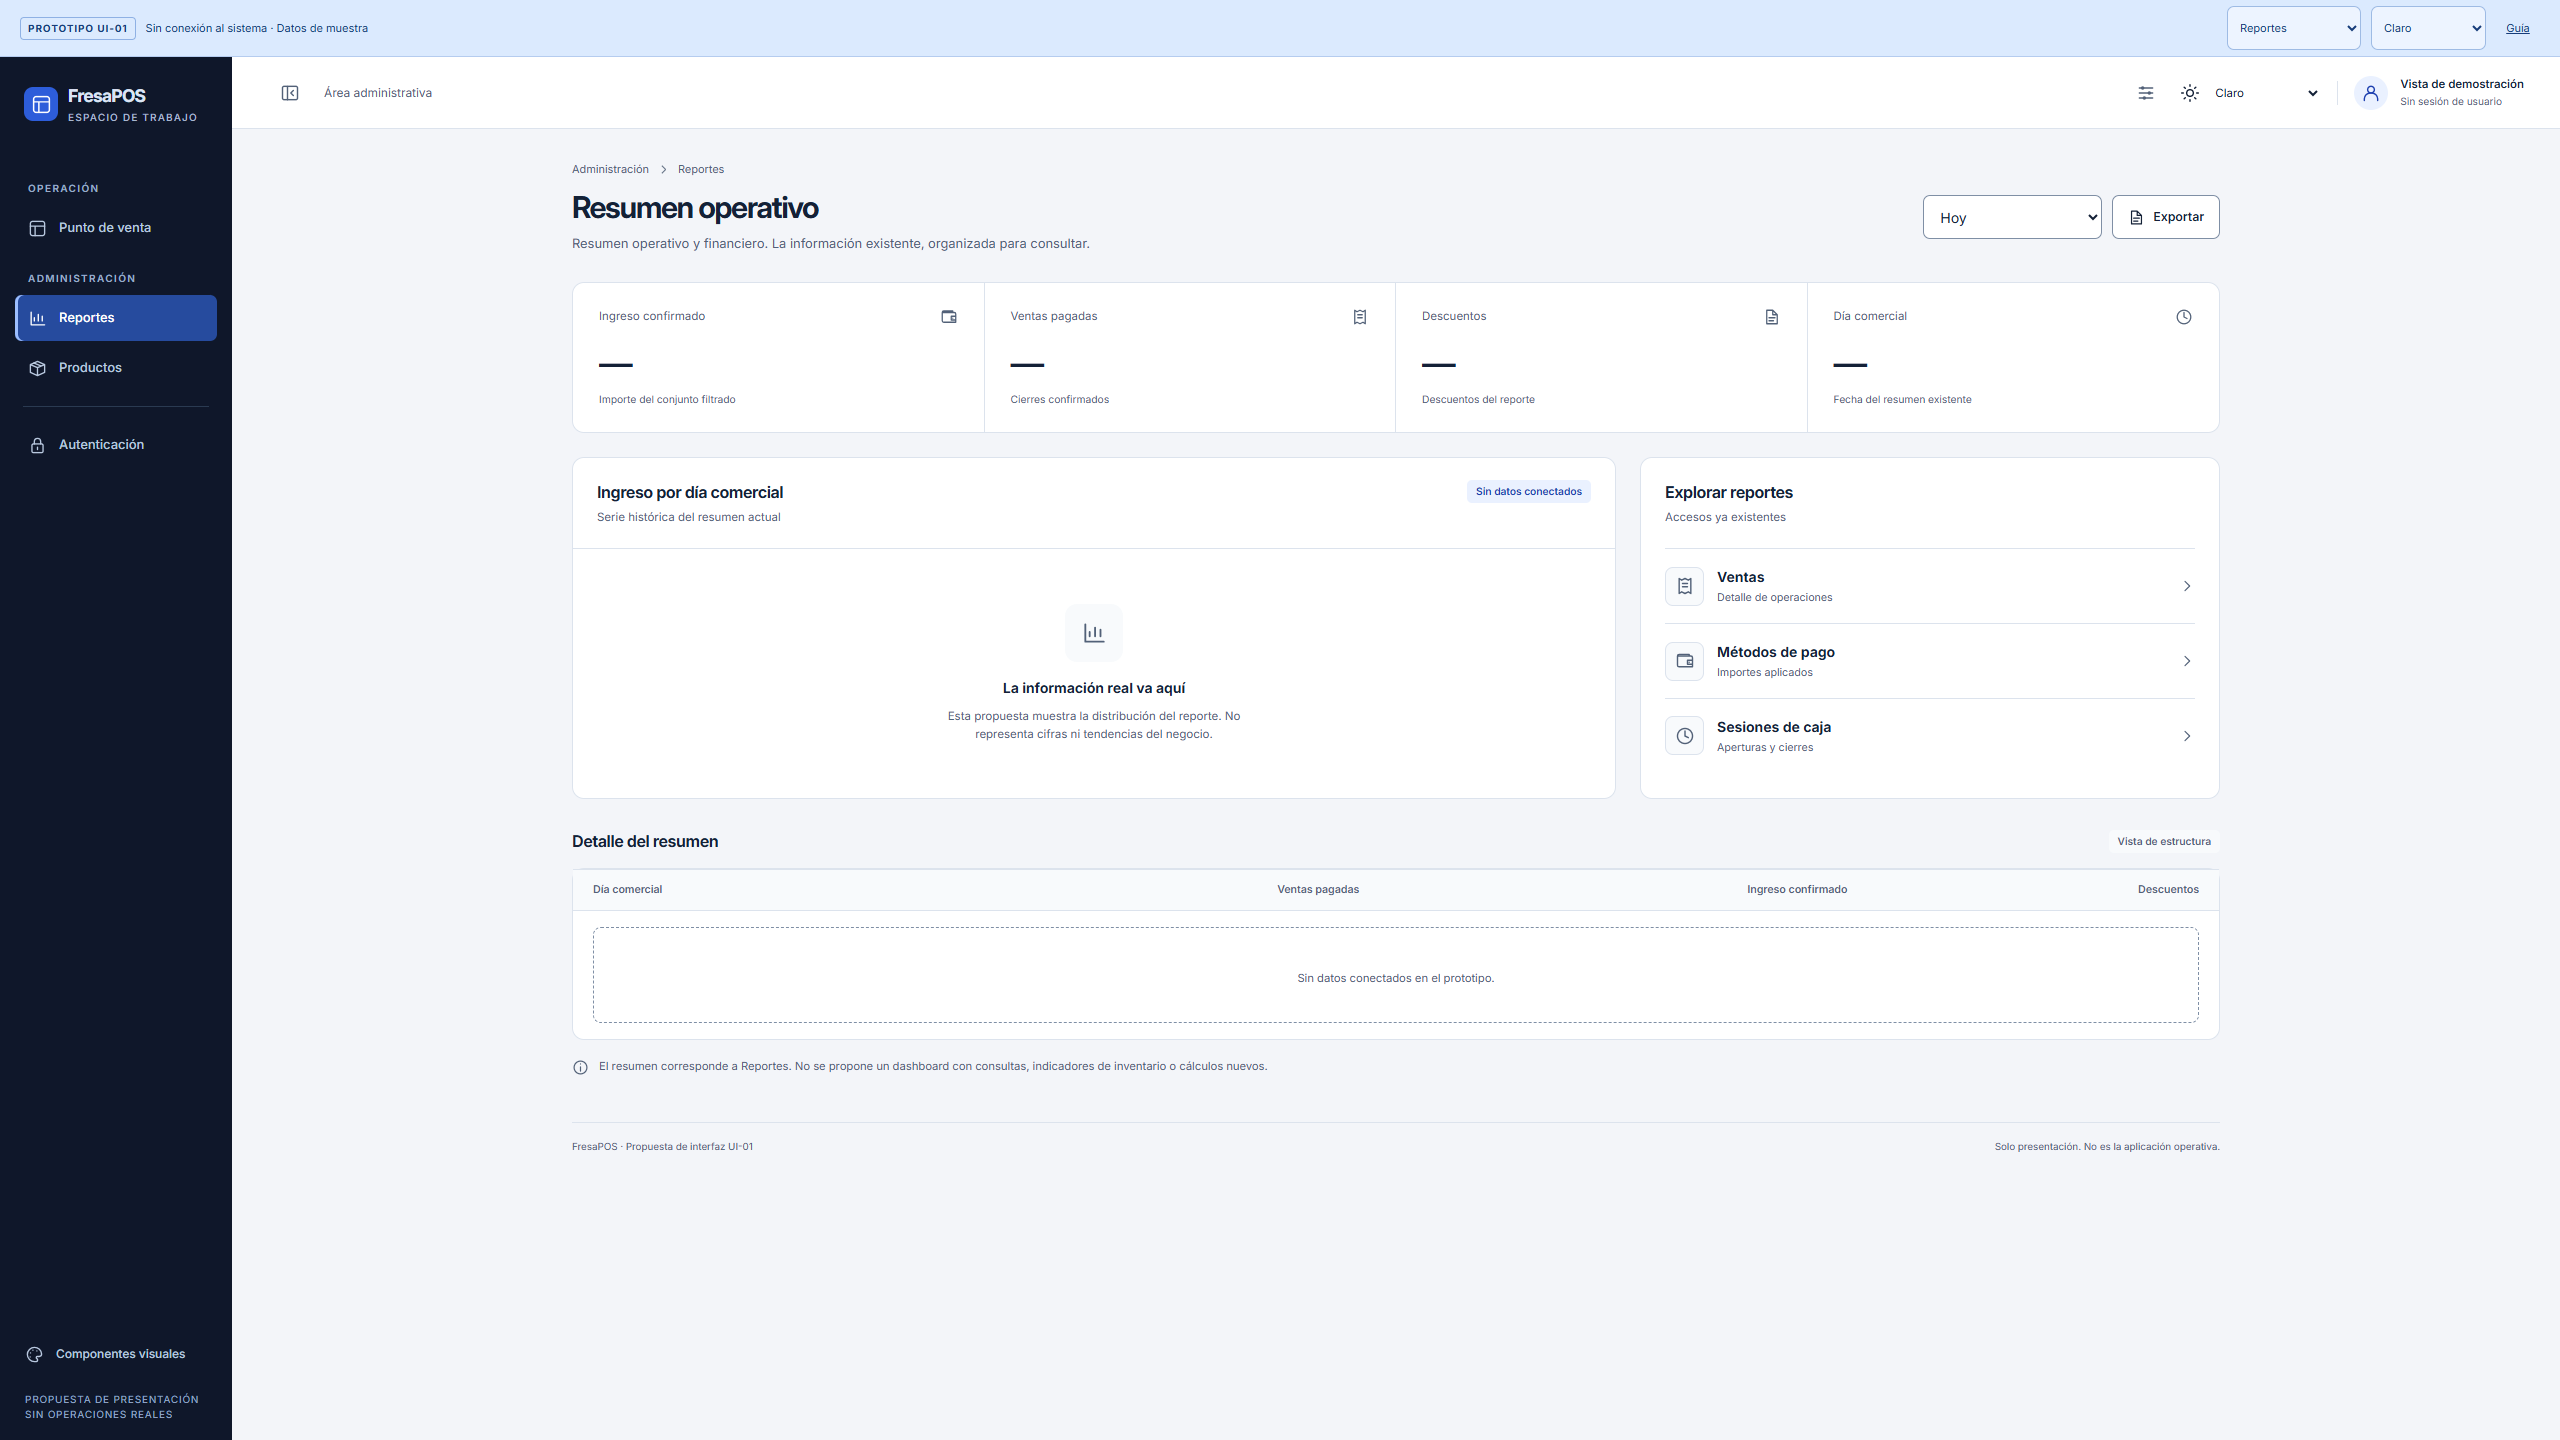 PROTOTIPO UI-01
Sin conexión al sistema · Datos de muestra
Reportes
Claro
Guía
FresaPOS
ESPACIO DE TRABAJO
OPERACIÓN
Punto de venta
ADMINISTRACIÓN
Reportes
Productos
Autenticación
Componentes visuales
PROPUESTA DE PRESENTACIÓN
SIN OPERACIONES REALES
Área administrativa
Claro
Vista de demostración
Sin sesión de usuario
Administración
Reportes
Resumen operativo
Resumen operativo y financiero. La información existente, organizada para consultar.
Hoy
Exportar
Ingreso confirmado
Importe del conjunto filtrado
Ventas pagadas
Cierres confirmados
Descuentos
Descuentos del reporte
Día comercial
Fecha del resumen existente
Ingreso por día comercial
Serie histórica del resumen actual
Sin datos conectados
La información real va aquí
Esta propuesta muestra la distribución del reporte. No
representa cifras ni tendencias del negocio.
Explorar reportes
Accesos ya existentes
Ventas
Detalle de operaciones
Métodos de pago
Importes aplicados
Sesiones de caja
Aperturas y cierres
Detalle del resumen
Vista de estructura
Día comercial
Ventas pagadas
Ingreso confirmado
Descuentos
Sin datos conectados en el prototipo.
El resumen corresponde a Reportes. No se propone un dashboard con consultas, indicadores de inventario o cálculos nuevos.
FresaPOS · Propuesta de interfaz UI-01
Solo presentación. No es la aplicación operativa.